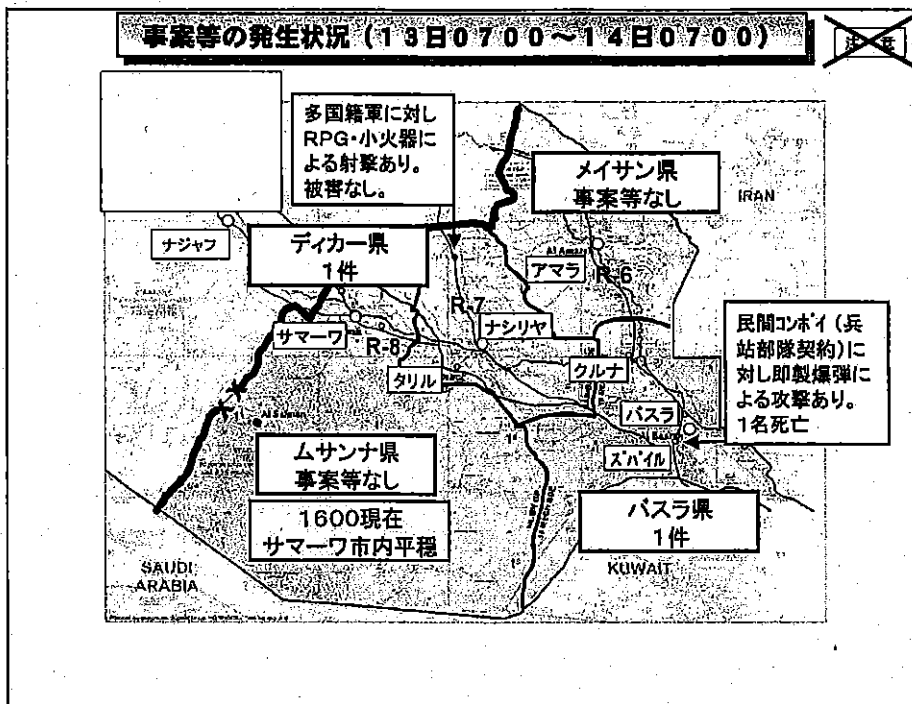 事案等の発生状況(13日0700~14日0700)
多国籍軍に対し
RPG・小火器に
よる射撃あり。
被害なし。
メイサン県
事案等なし
IRAN
ナジャフ
ディカー県
1件
Al Amara
アマラ
R-6
R-7
サマーワ
R-8
ナシリヤ
タリル
クルナ
民間コンボイ(兵
站部隊契約)に
対し即製爆弾に
よる攻撃あり。
1名死亡
バスラ
ズバイル
Al Salman
ムサンナ県
事案等なし
1600現在
サマーワ市内平穏
バスラ県
1件
SAUDI
ARABIA
KUWAIT